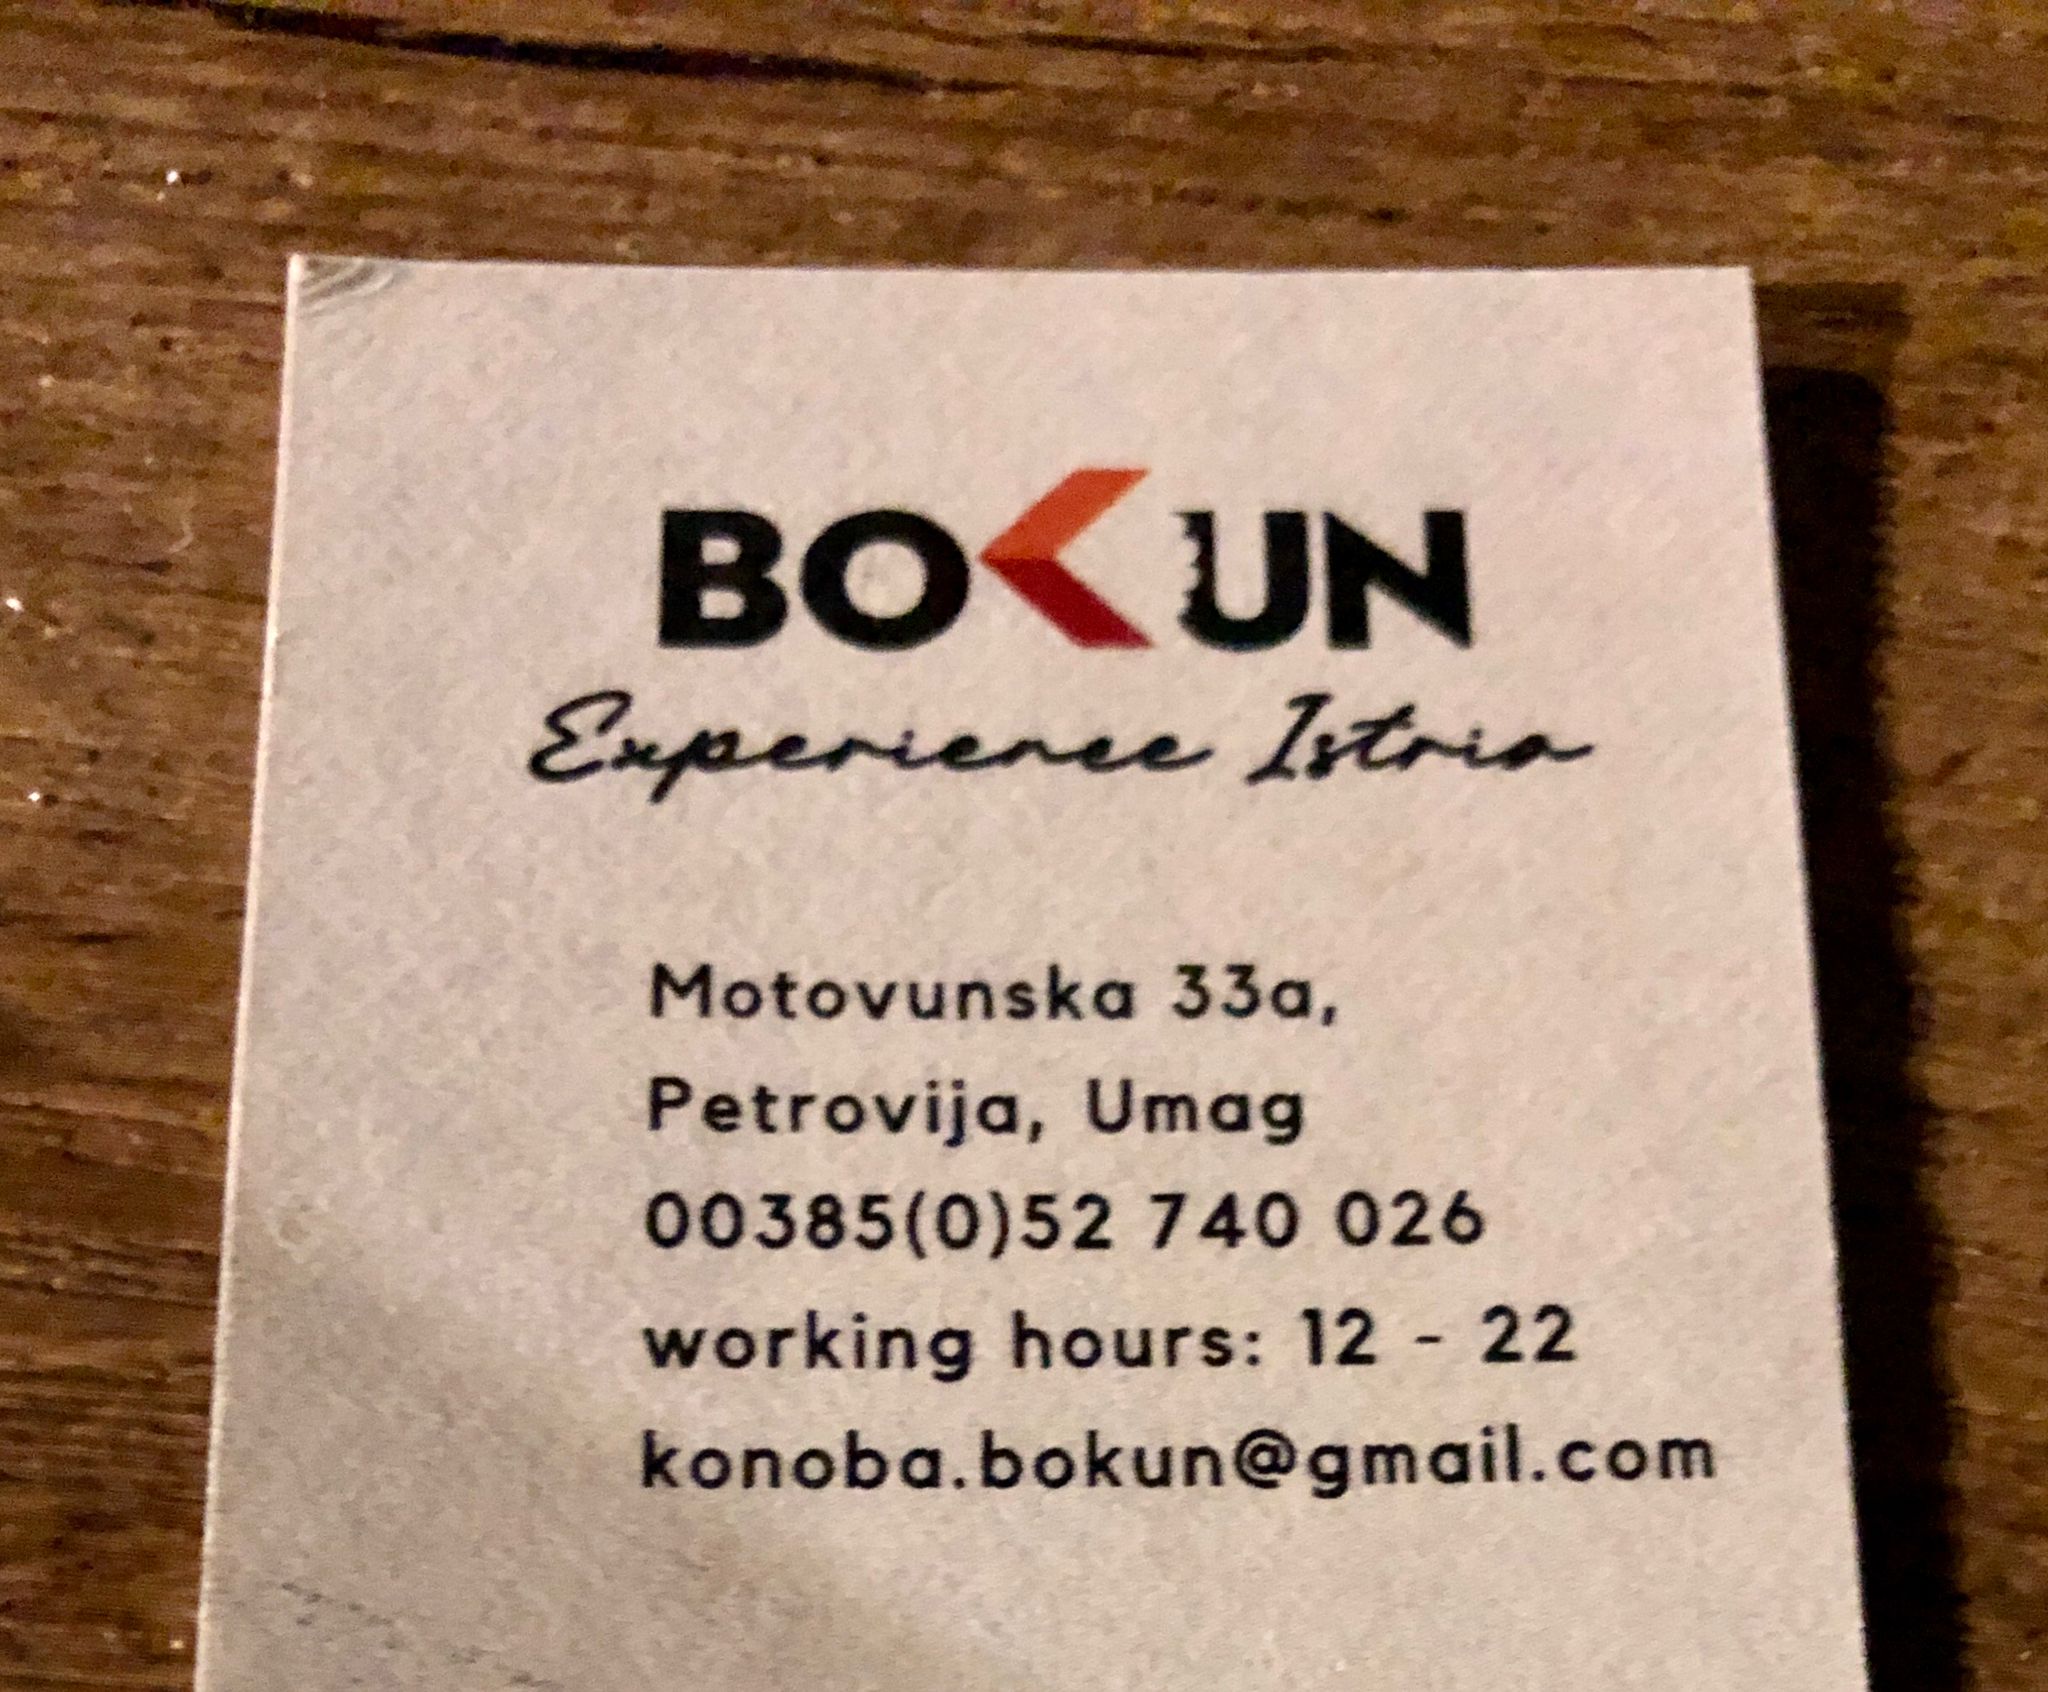 BOKUN
Experience Istria
Motovunska 33a,
Petrovija, Umag
00385(0)52 740 026
working hours: 12 - 22
konoba.bokun@gmail.com